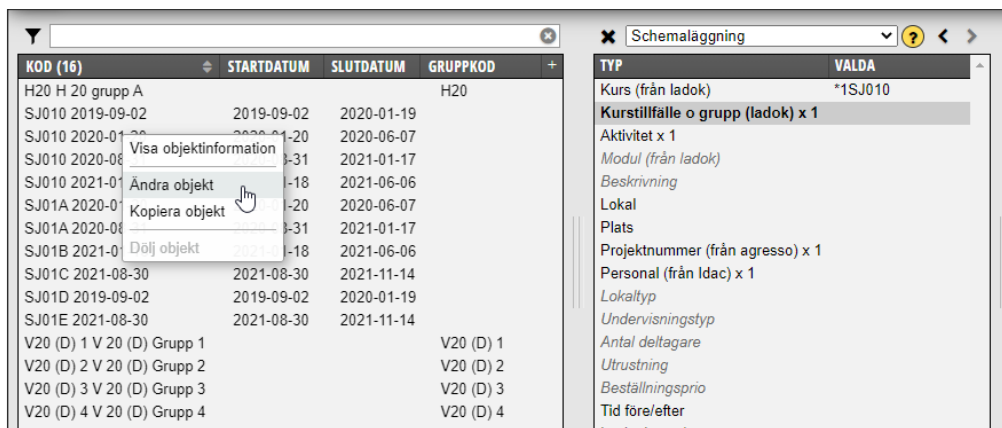 KOD (16) STARTDATUM SLUTDATUM GRUPPKOD +
H20 H 20 grupp A H20
SJ010 2019-09-02 2019-09-02 2020-01-19
SJ010 2020-01-20 2020-06-07
SJ010 2020-08-31 2021-01-17
SJ010 2021-01-18 2021-06-06
SJ01A 2020-01-20 2020-06-07
SJ01A 2020-08-31 2021-01-17
SJ01B 2021-01-18 2021-06-06
SJ01C 2021-08-30 2021-08-30 2021-11-14
SJ01D 2019-09-02 2019-09-02 2020-01-19
SJ01E 2021-08-30 2021-08-30 2021-11-14
V20 (D) 1 V 20 (D) Grupp 1 V20 (D) 1
V20 (D) 2 V 20 (D) Grupp 2 V20 (D) 2
V20 (D) 3 V 20 (D) Grupp 3 V20 (D) 3
V20 (D) 4 V 20 (D) Grupp 4 V20 (D) 4
Visa objektinformation
Ändra objekt
Kopiera objekt
Dölj objekt
Schemaläggning ?
TYP VALDA
Kurs (från ladok) *1SJ010
Kurstillfälle o grupp (ladok) x 1
Aktivitet x 1
Modul (från ladok)
Beskrivning
Lokal
Plats
Projektnummer (från agresso) x 1
Personal (från Idac) x 1
Lokaltyp
Undervisningstyp
Antal deltagare
Utrustning
Beställningsprio
Tid före/efter